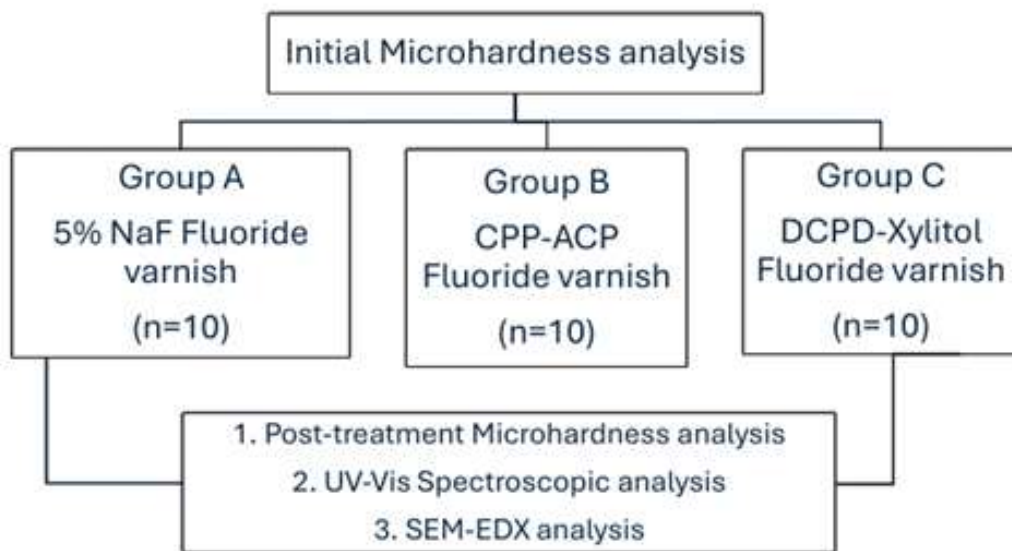 Initial Microhardness analysis
Group A
5% NaF Fluoride
varnish
(n=10)
Group B
CPP-ACP
Fluoride varnish
(n=10)
Group C
DCPD-Xylitol
Fluoride varnish
(n=10)
1. Post-treatment Microhardness analysis
2. UV-Vis Spectroscopic analysis
3. SEM-EDX analysis